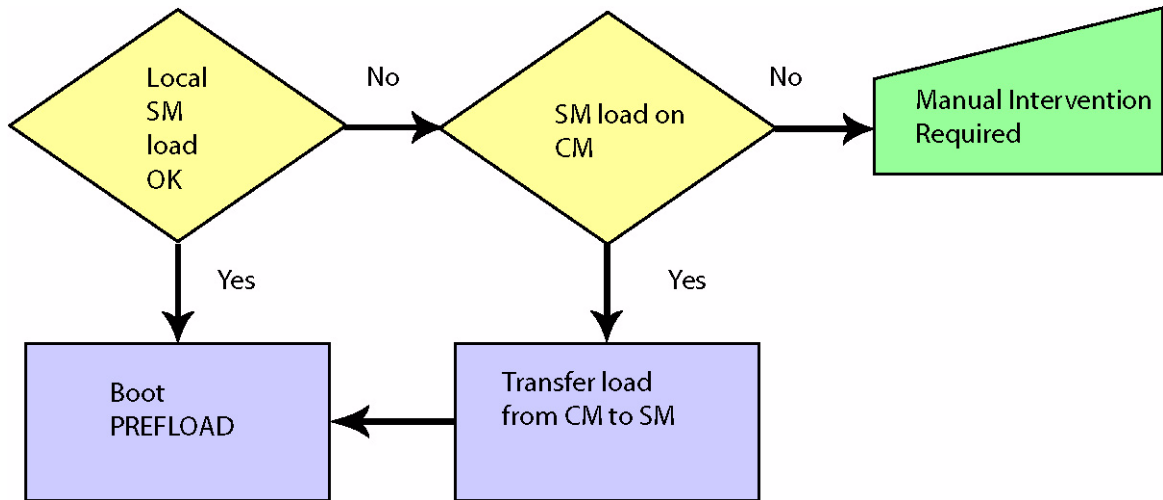 Local
SM
load
OK
No
SM load on
CM
No
Manual Intervention
Required
Yes
Yes
Boot
PREFLOAD
Transfer load
from CM to SM